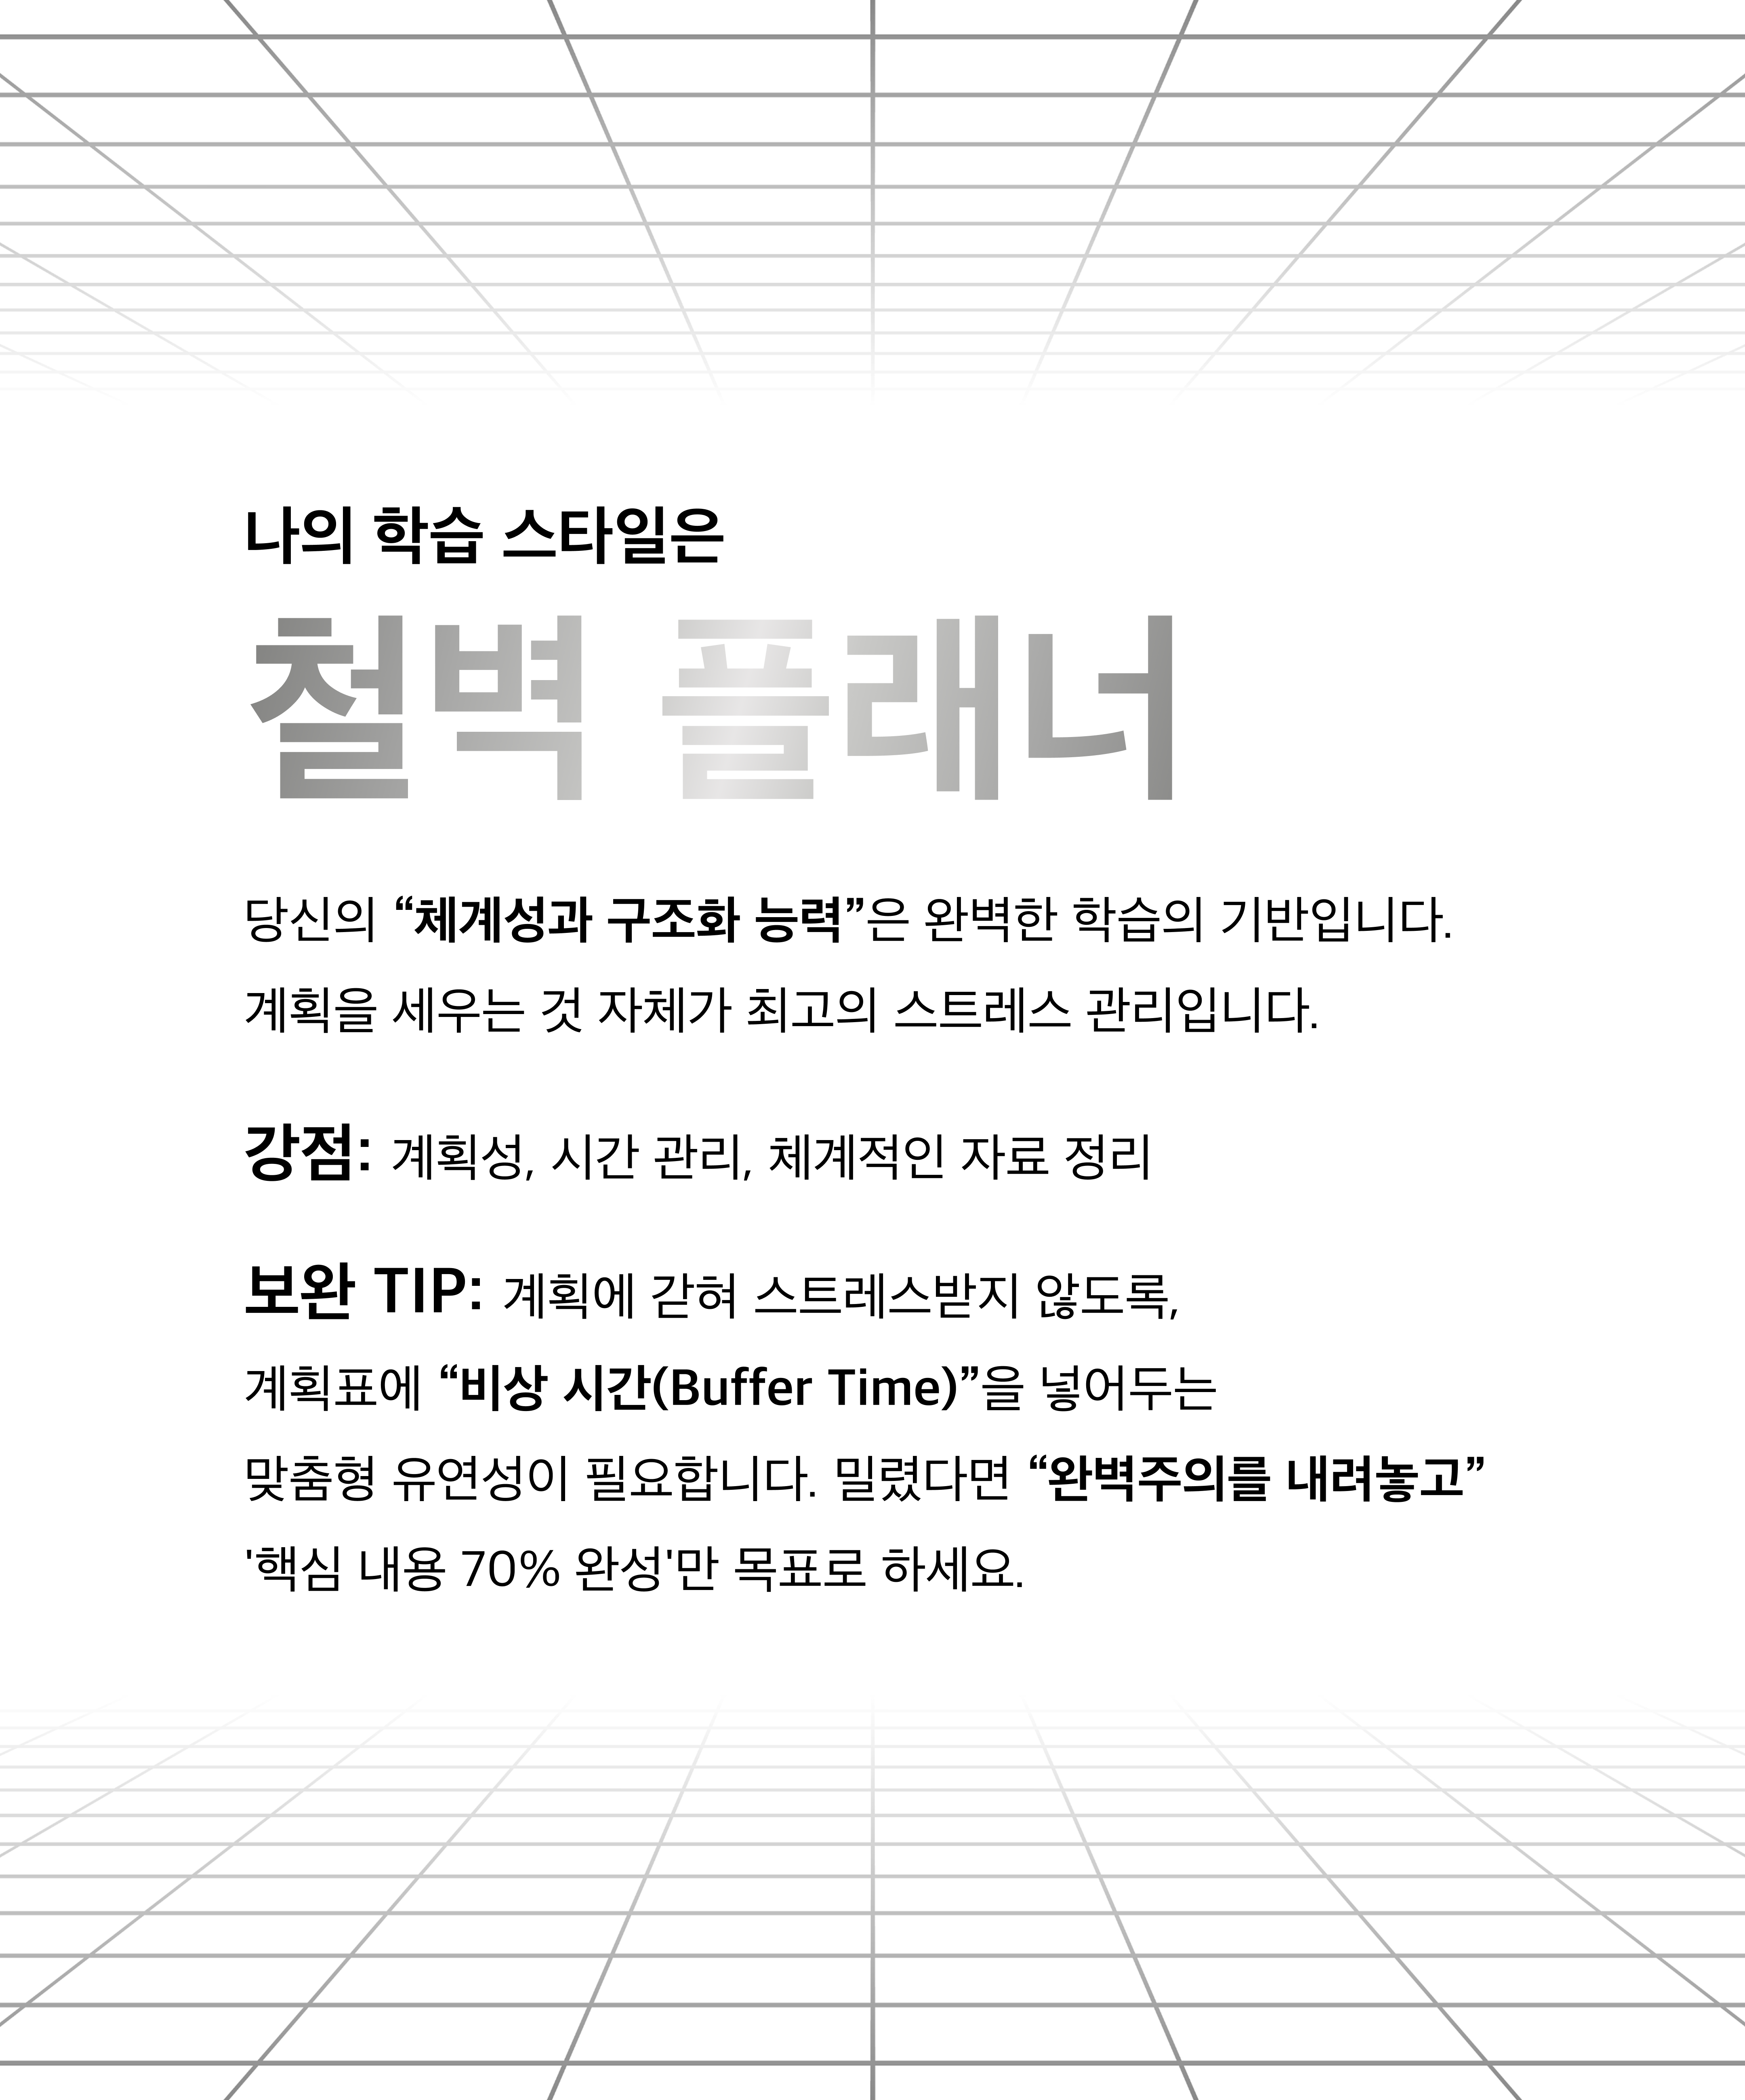 나의 학습 스타일은
철벽 플래너
당신의 “체계성과 구조화 능력”은 완벽한 학습의 기반입니다.
계획을 세우는 것 자체가 최고의 스트레스 관리입니다.
강점: 계획성, 시간 관리, 체계적인 자료 정리
보완 TIP: 계획에 갇혀 스트레스받지 않도록,
계획표에 “비상 시간(Buffer Time)”을 넣어두는
맞춤형 유연성이 필요합니다. 밀렸다면 “완벽주의를 내려놓고”
'핵심 내용 70% 완성'만 목표로 하세요.